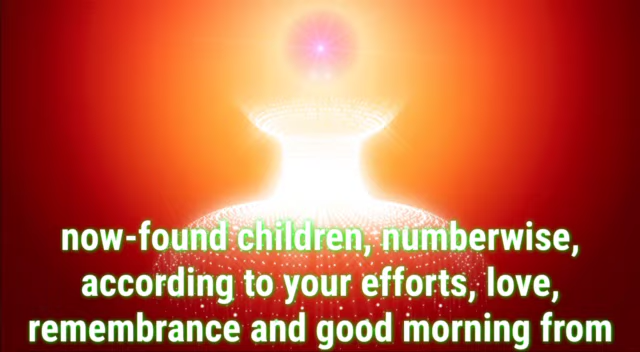 now-found children, numberwise,
according to your efforts, love,
remembrance and good morning from